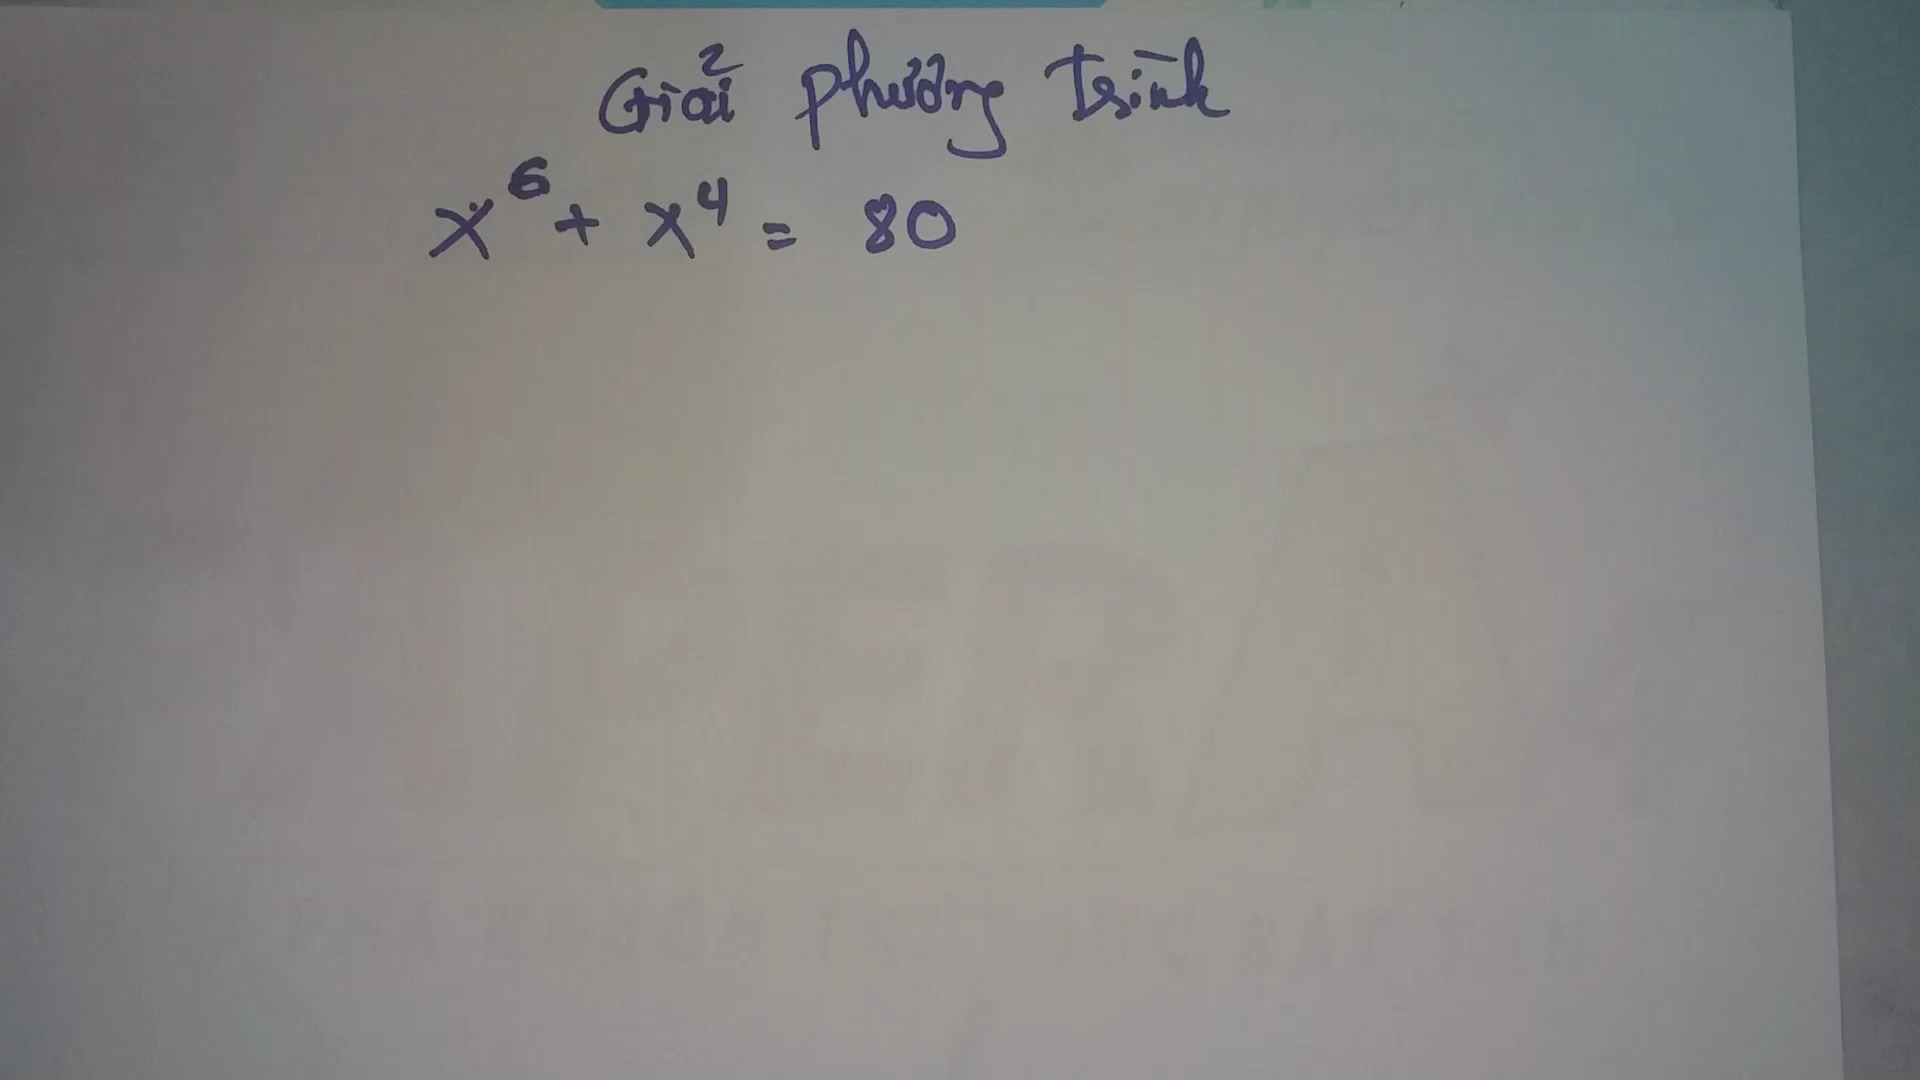 Giải phương trình
x⁶ + x⁴ = 80